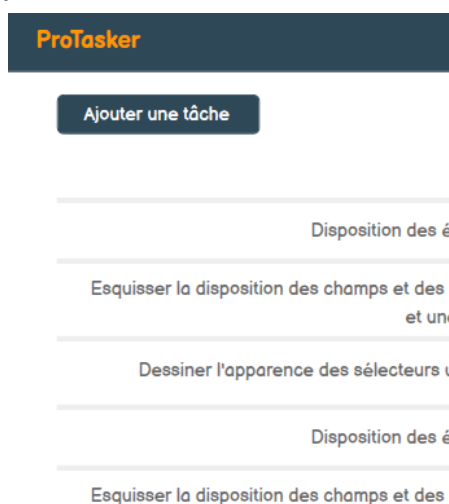 ProTasker
Ajouter une tâche
Disposition des é
Esquisser la disposition des champs et des
et une
Dessiner l'apparence des sélecteurs u
Disposition des é
Esquisser la disposition des champs et des